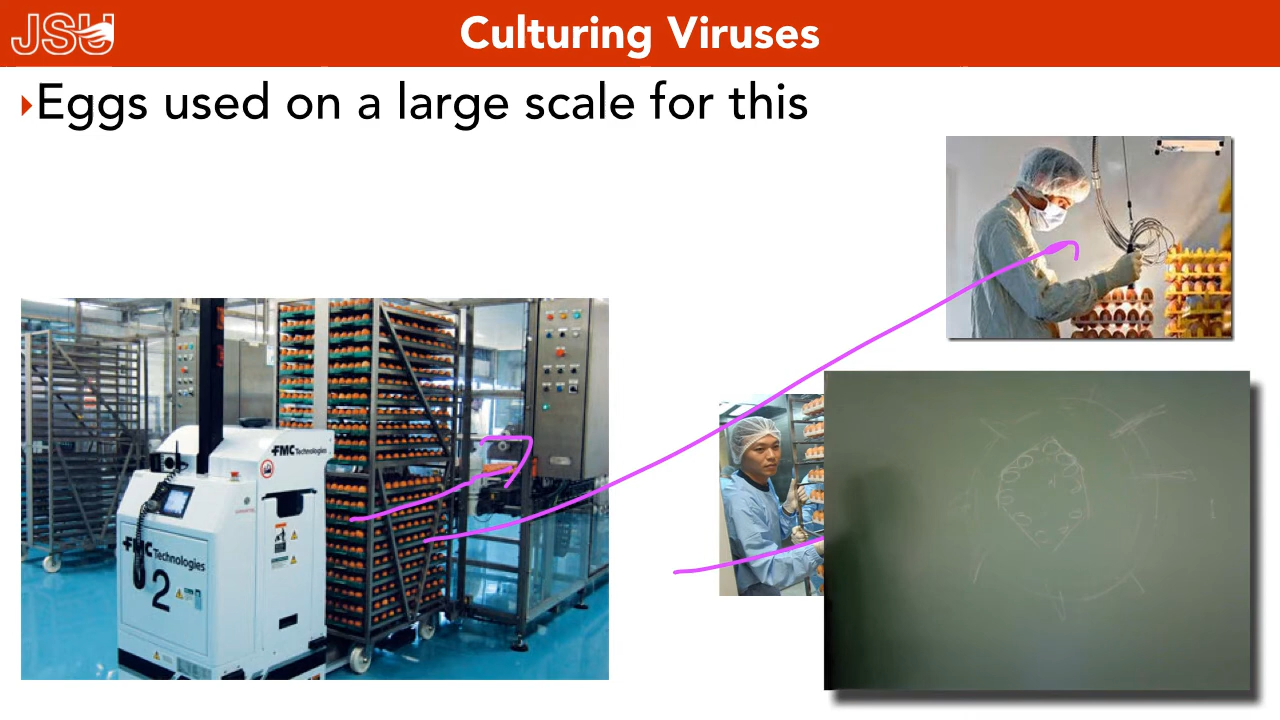 JSU
Culturing Viruses
Eggs used on a large scale for this
FMC Technologies
FMC Technologies
2